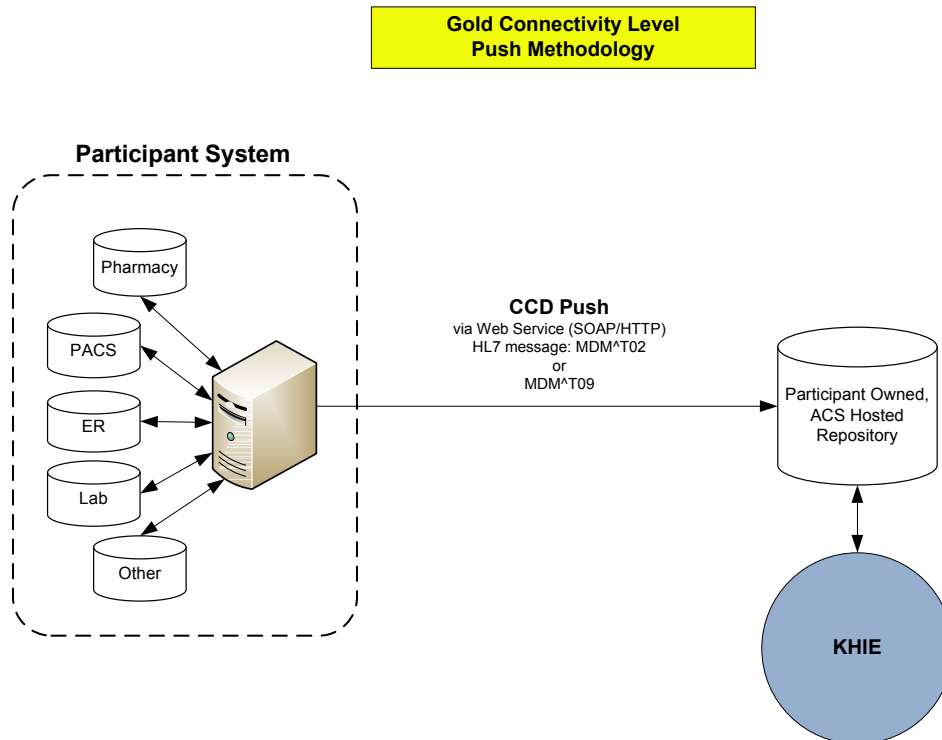 Gold Connectivity Level
Push Methodology
Participant System
Pharmacy
PACS
ER
Lab
Other
CCD Push
via Web Service (SOAP/HTTP)
HL7 message: MDM^T02
or
MDM^T09
Participant Owned,
ACS Hosted
Repository
KHIE